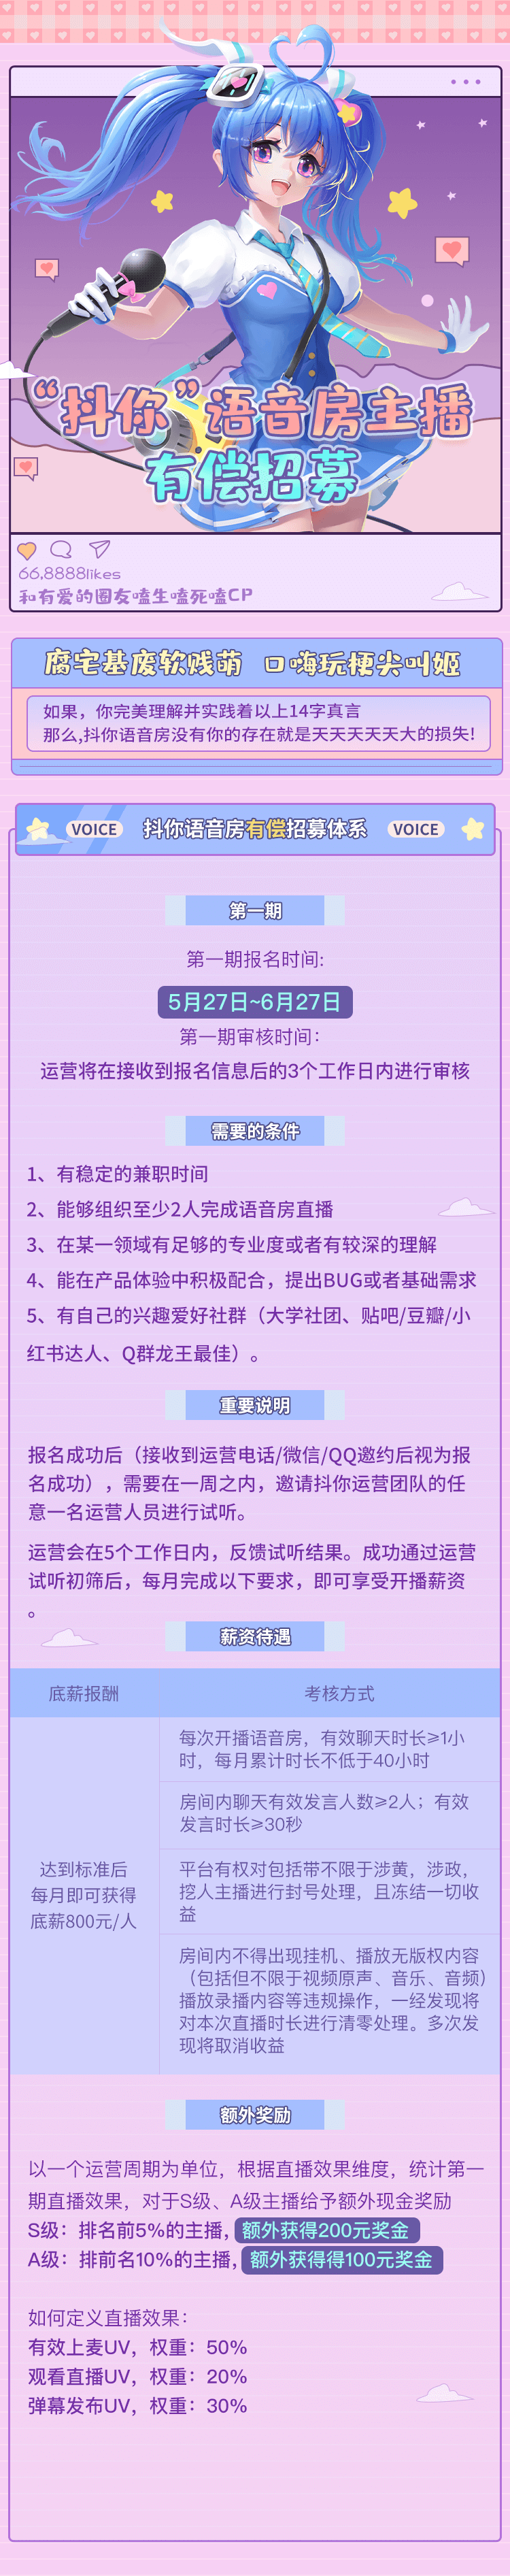 “抖你”语音房主播
有偿招募
66,8888likes
和有爱的圈友嗑生嗑死嗑CP
腐宅基废软贱萌 口嗨玩梗尖叫姬
如果，你完美理解并实践着以上14字真言
那么,抖你语音房没有你的存在就是天天天天天大的损失!
VOICE 抖你语音房有偿招募体系 VOICE
第一期
第一期报名时间:
5月27日~6月27日
第一期审核时间：
运营将在接收到报名信息后的3个工作日内进行审核
需要的条件
1、有稳定的兼职时间
2、能够组织至少2人完成语音房直播
3、在某一领域有足够的专业度或者有较深的理解
4、能在产品体验中积极配合，提出BUG或者基础需求
5、有自己的兴趣爱好社群（大学社团、贴吧/豆瓣/小
红书达人、Q群龙王最佳）。
重要说明
报名成功后（接收到运营电话/微信/QQ邀约后视为报
名成功），需要在一周之内，邀请抖你运营团队的任
意一名运营人员进行试听。
运营会在5个工作日内，反馈试听结果。成功通过运营
试听初筛后，每月完成以下要求，即可享受开播薪资
。
薪资待遇
底薪报酬 考核方式
每次开播语音房，有效聊天时长≥1小
时，每月累计时长不低于40小时
房间内聊天有效发言人数≥2人；有效
发言时长≥30秒
达到标准后
每月即可获得
底薪800元/人
平台有权对包括带不限于涉黄，涉政，
挖人主播进行封号处理，且冻结一切收
益
房间内不得出现挂机、播放无版权内容
（包括但不限于视频原声、音乐、音频）
播放录播内容等违规操作，一经发现将
对本次直播时长进行清零处理。多次发
现将取消收益
额外奖励
以一个运营周期为单位，根据直播效果维度，统计第一
期直播效果，对于S级、A级主播给予额外现金奖励
S级：排名前5%的主播，额外获得200元奖金
A级：排前名10%的主播，额外获得得100元奖金
如何定义直播效果：
有效上麦UV，权重：50%
观看直播UV，权重：20%
弹幕发布UV，权重：30%